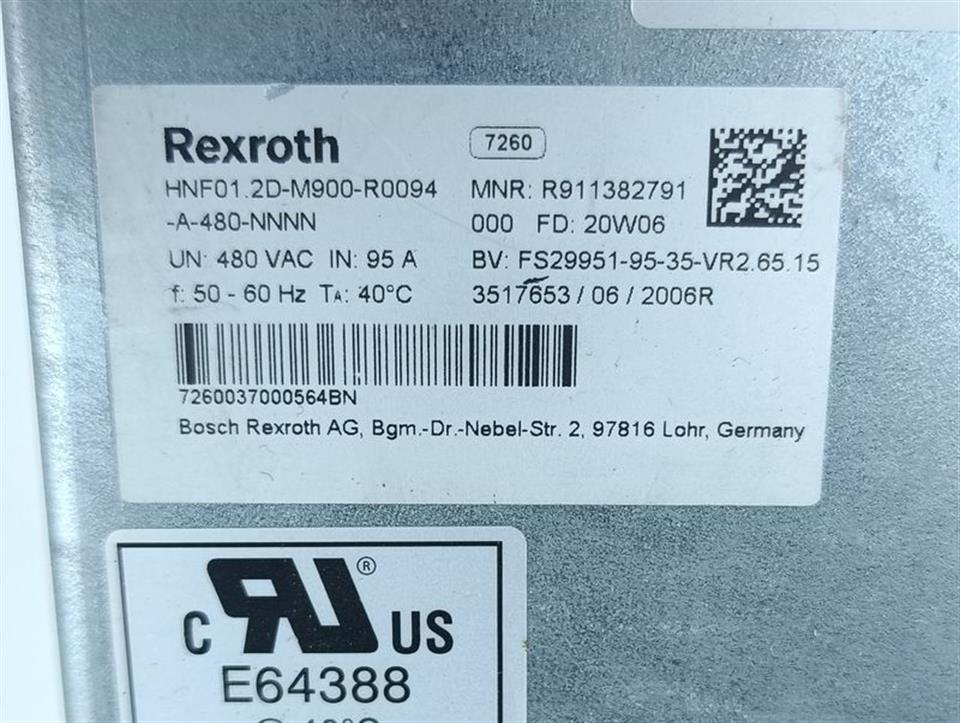 Rexroth
7260
HNF01.2D-M900-R0094
-A-480-NNNN
MNR: R911382791
000 FD: 20W06
UN: 480 VAC IN: 95 A
BV: FS29951-95-35-VR2.65.15
f: 50 - 60 Hz TA: 40°C
3517653 / 06 / 2006R
7260037000564BN
Bosch Rexroth AG, Bgm.-Dr.-Nebel-Str. 2, 97816 Lohr, Germany
®
C RU US
E64388